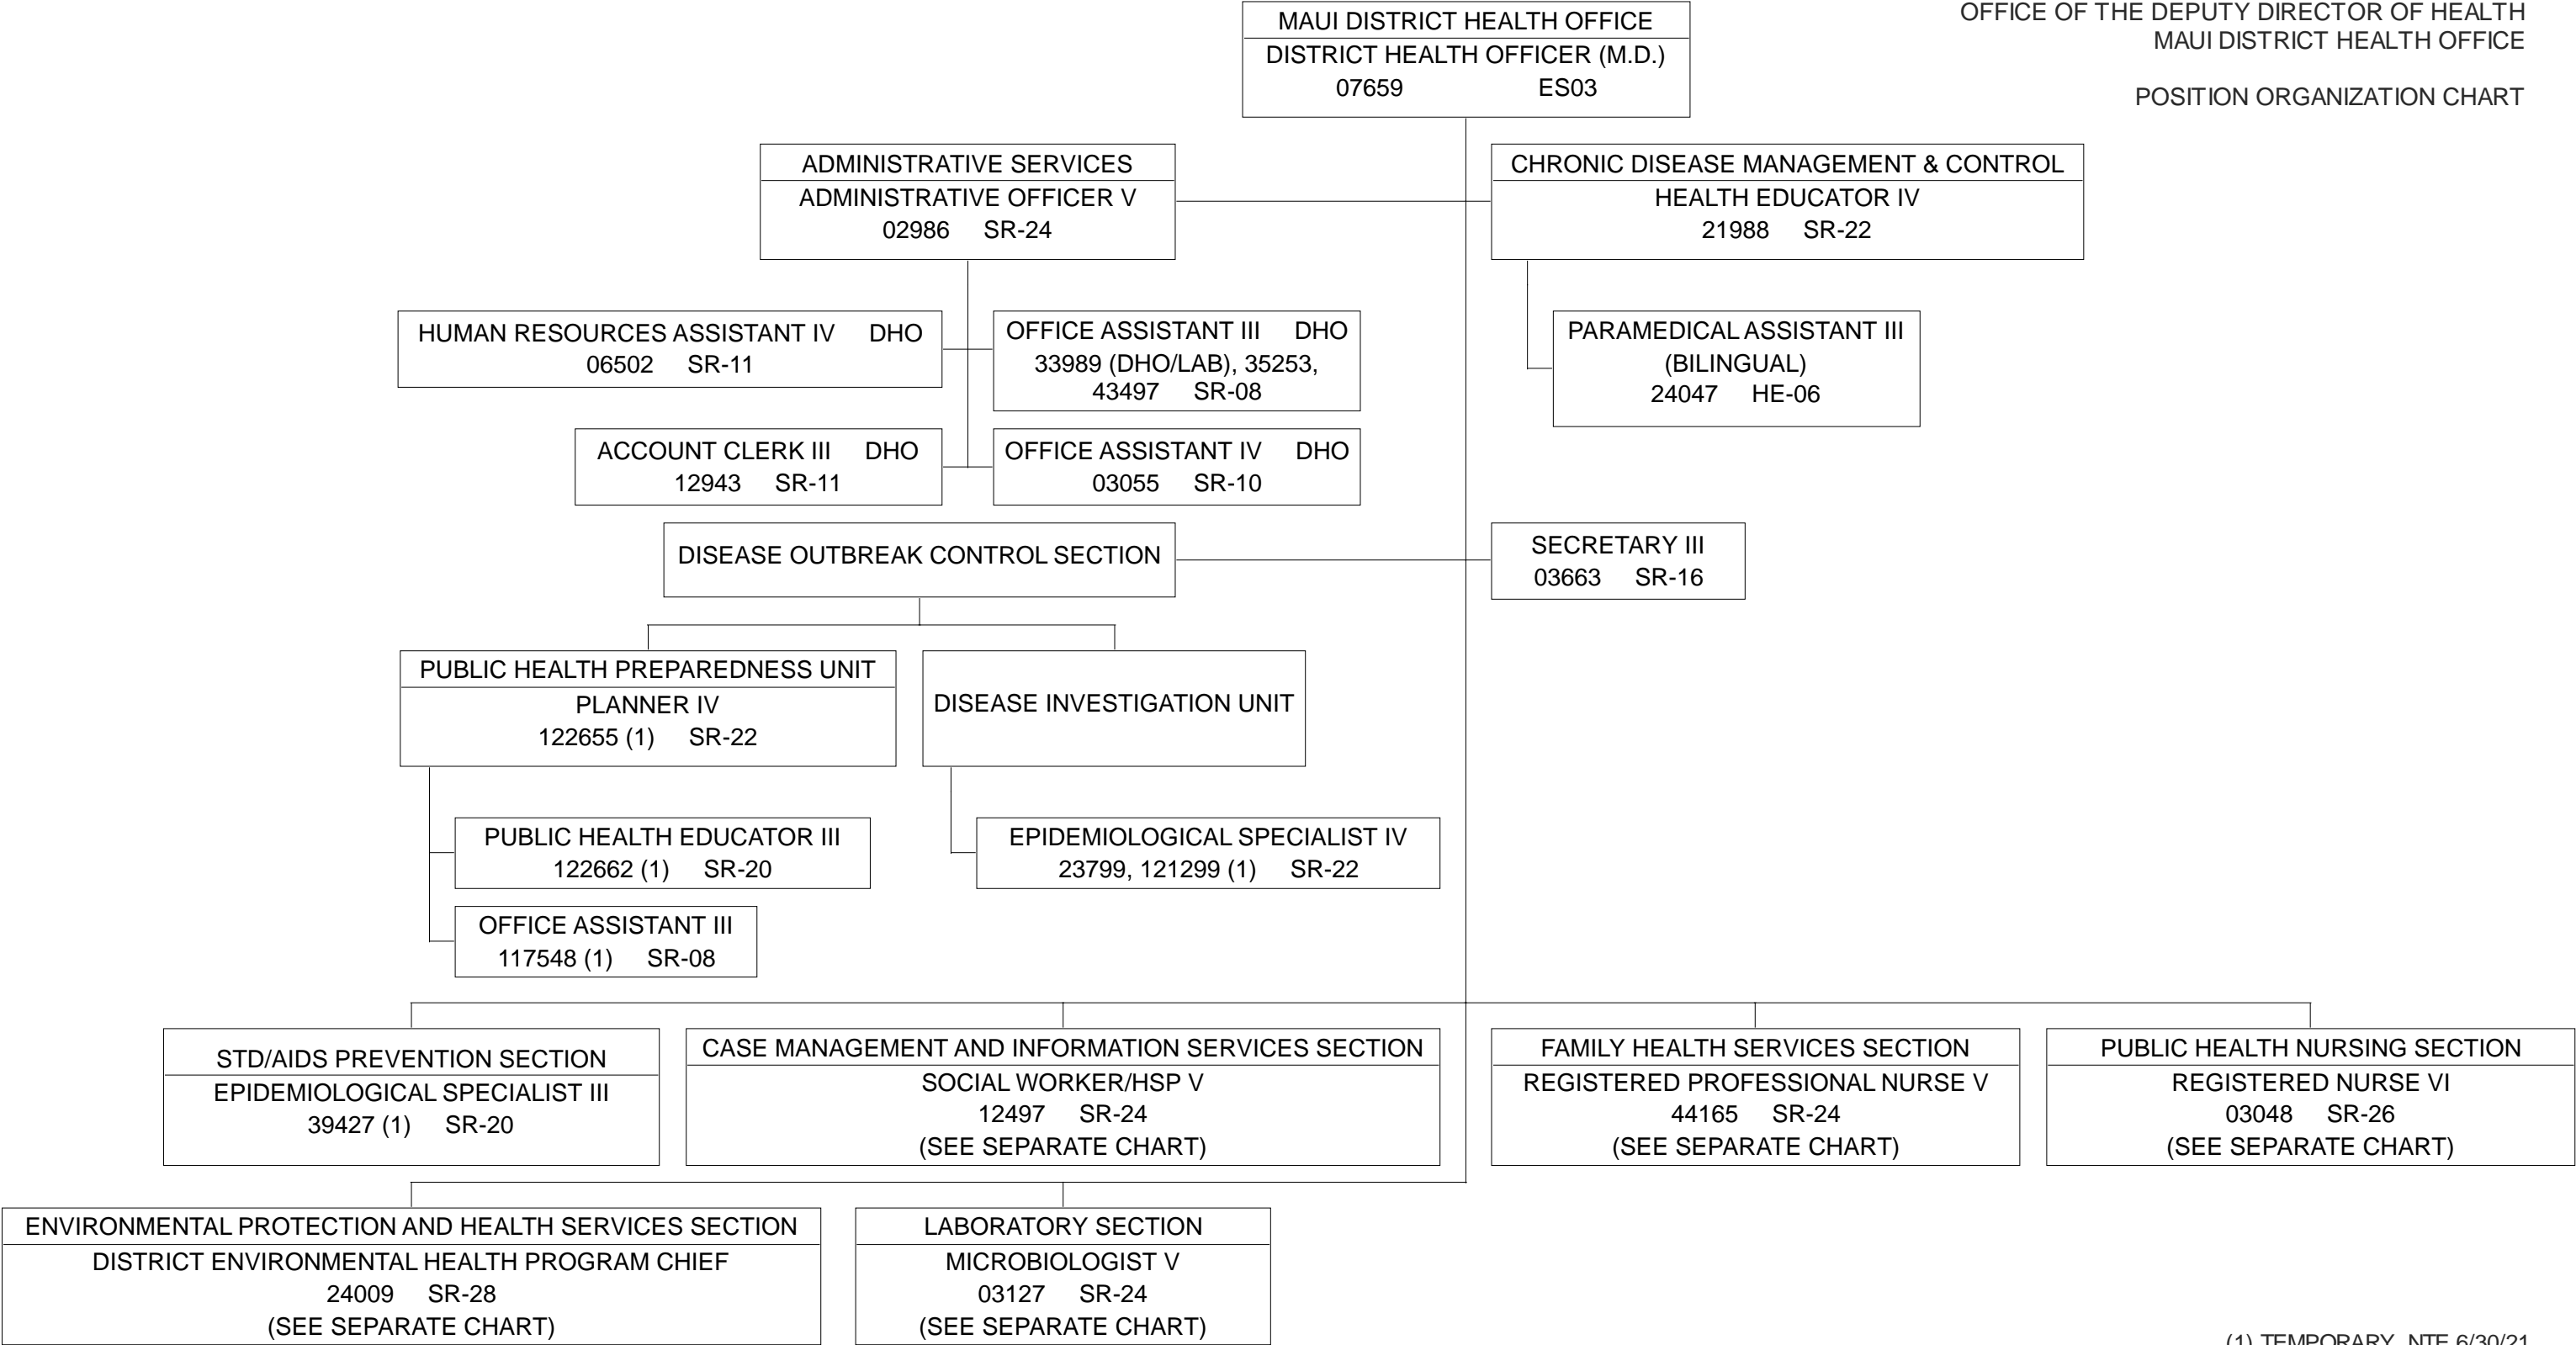 OFFICE OF THE DEPUTY DIRECTOR OF HEALTH
MAUI DISTRICT HEALTH OFFICE
POSITION ORGANIZATION CHART
MAUI DISTRICT HEALTH OFFICE
DISTRICT HEALTH OFFICER (M.D.)
07659 ES03
ADMINISTRATIVE SERVICES
ADMINISTRATIVE OFFICER V
02986 SR-24
CHRONIC DISEASE MANAGEMENT & CONTROL
HEALTH EDUCATOR IV
21988 SR-22
HUMAN RESOURCES ASSISTANT IV DHO
06502 SR-11
OFFICE ASSISTANT III DHO
33989 (DHO/LAB), 35253,
43497 SR-08
PARAMEDICAL ASSISTANT III
(BILINGUAL)
24047 HE-06
ACCOUNT CLERK III DHO
12943 SR-11
OFFICE ASSISTANT IV DHO
03055 SR-10
DISEASE OUTBREAK CONTROL SECTION
SECRETARY III
03663 SR-16
PUBLIC HEALTH PREPAREDNESS UNIT
PLANNER IV
122655 (1) SR-22
DISEASE INVESTIGATION UNIT
PUBLIC HEALTH EDUCATOR III
122662 (1) SR-20
EPIDEMIOLOGICAL SPECIALIST IV
23799, 121299 (1) SR-22
OFFICE ASSISTANT III
117548 (1) SR-08
STD/AIDS PREVENTION SECTION
EPIDEMIOLOGICAL SPECIALIST III
39427 (1) SR-20
CASE MANAGEMENT AND INFORMATION SERVICES SECTION
SOCIAL WORKER/HSP V
12497 SR-24
(SEE SEPARATE CHART)
FAMILY HEALTH SERVICES SECTION
REGISTERED PROFESSIONAL NURSE V
44165 SR-24
(SEE SEPARATE CHART)
PUBLIC HEALTH NURSING SECTION
REGISTERED NURSE VI
03048 SR-26
(SEE SEPARATE CHART)
ENVIRONMENTAL PROTECTION AND HEALTH SERVICES SECTION
DISTRICT ENVIRONMENTAL HEALTH PROGRAM CHIEF
24009 SR-28
(SEE SEPARATE CHART)
LABORATORY SECTION
MICROBIOLOGIST V
03127 SR-24
(SEE SEPARATE CHART)
(1) TEMPORARY, NTE 6/30/21